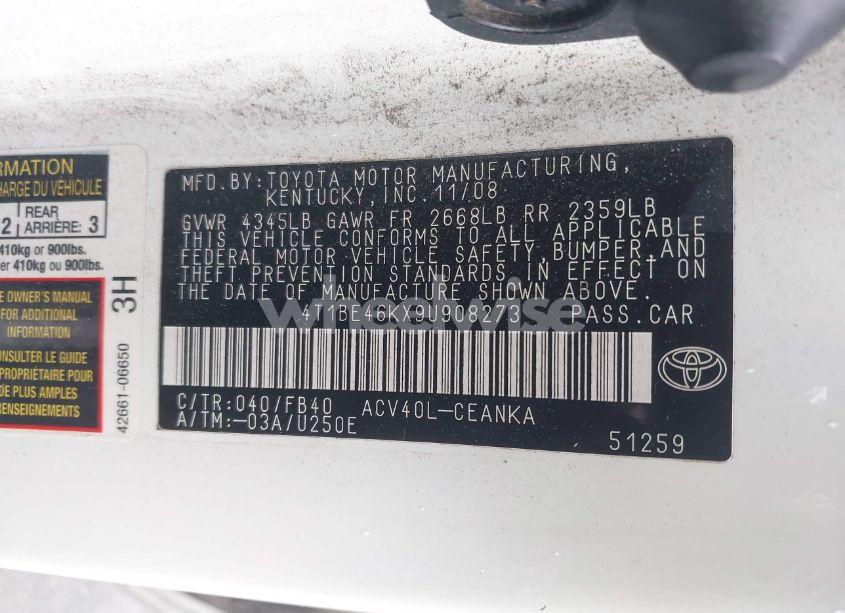 RMATION
HARGE DU VÉHICULE
2 REAR
ARRIÈRE: 3
410kg or 900lbs.
er 410kg ou 900lbs.
E OWNER'S MANUAL
FOR ADDITIONAL
INFORMATION
CONSULTER LE GUIDE
PROPRIÉTAIRE POUR
DE PLUS AMPLES
RENSEIGNEMENTS
3H
42661-06650
MFD.BY:TOYOTA MOTOR MANUFACTURING,
KENTUCKY,INC.11/08
GVWR 4345LB GAWR FR 2668LB RR 2359LB
THIS VEHICLE CONFORMS TO ALL APPLICABLE
FEDERAL MOTOR VEHICLE SAFETY,BUMPER,AND
THEFT PREVENTION STANDARDS IN EFFECT ON
THE DATE OF MANUFACTURE SHOWN ABOVE.
4T1BE46KX9U908273 PASS.CAR
C/TR:040/FB40 ACV40L-CEANKA
A/TM:-03A/U250E
51259
wheelwise